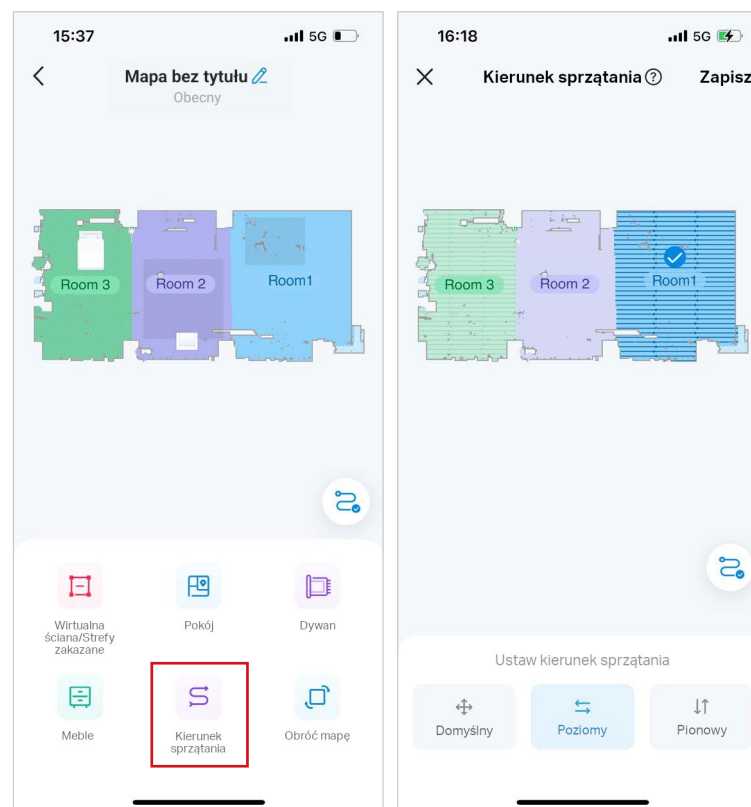 15:37
5G
Mapa bez tytułu
Obecny
Room 3
Room 2
Room1
Wirtualna
ściana/Strefy
zakazane
Pokój
Dywan
Meble
Kierunek
sprzątania
Obróć mapę
16:18
5G
Kierunek sprzątania
Zapisz
Room 3
Room 2
Room1
Ustaw kierunek sprzątania
Domyślny
Poziomy
Pionowy